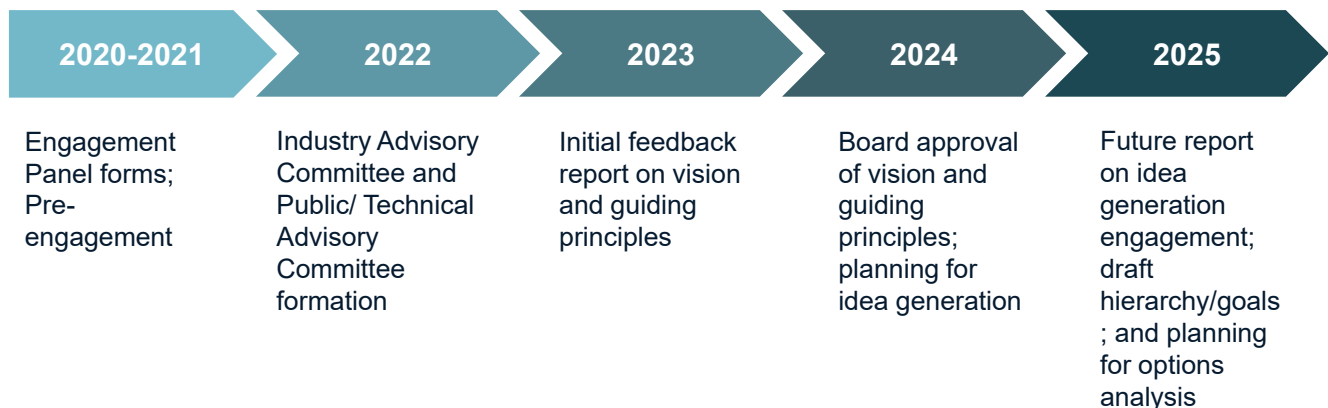 2020-2021
2022
2023
2024
2025
Engagement
Panel forms;
Pre-
engagement
Industry Advisory
Committee and
Public/ Technical
Advisory
Committee
formation
Initial feedback
report on vision
and guiding
principles
Board approval
of vision and
guiding
principles;
planning for
idea generation
Future report
on idea
generation
engagement;
draft
hierarchy/goals
; and planning
for options
analysis